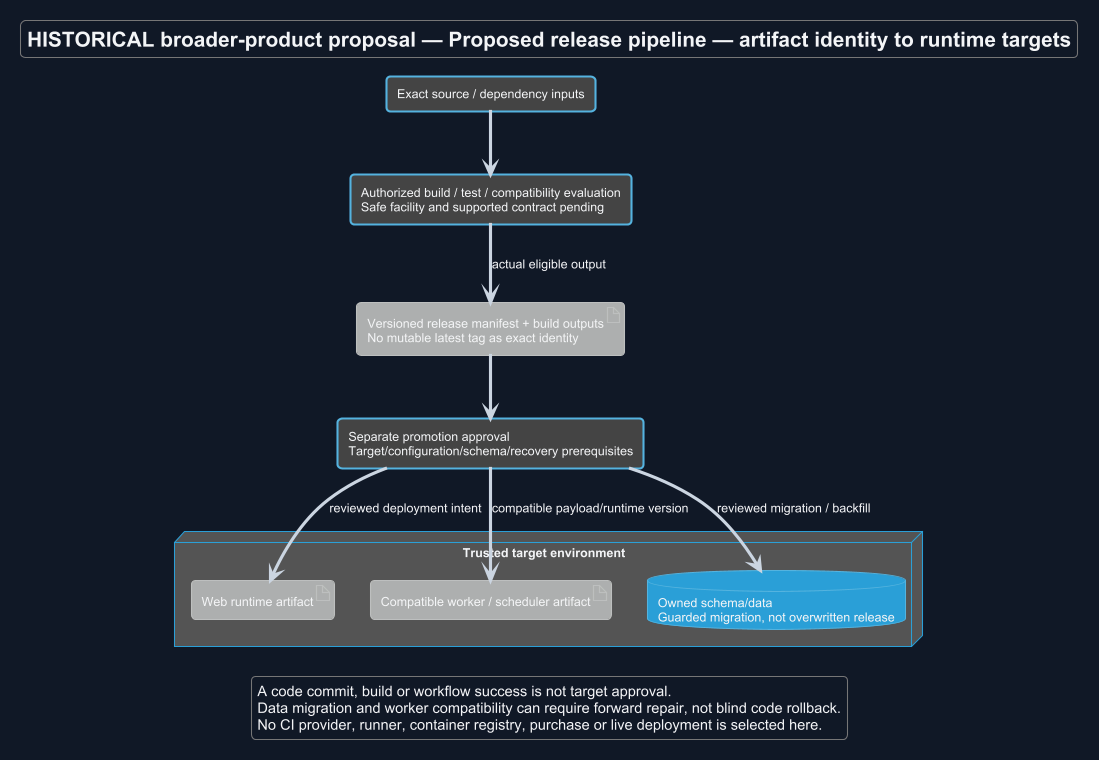 HISTORICAL broader-product proposal — Proposed release pipeline — artifact identity to runtime targets
Exact source / dependency inputs
Authorized build / test / compatibility evaluation
Safe facility and supported contract pending
actual eligible output
Versioned release manifest + build outputs
No mutable latest tag as exact identity
Separate promotion approval
Target/configuration/schema/recovery prerequisites
reviewed deployment intent
compatible payload/runtime version
reviewed migration / backfill
Trusted target environment
Web runtime artifact
Compatible worker / scheduler artifact
Owned schema/data
Guarded migration, not overwritten release
A code commit, build or workflow success is not target approval.
Data migration and worker compatibility can require forward repair, not blind code rollback.
No CI provider, runner, container registry, purchase or live deployment is selected here.